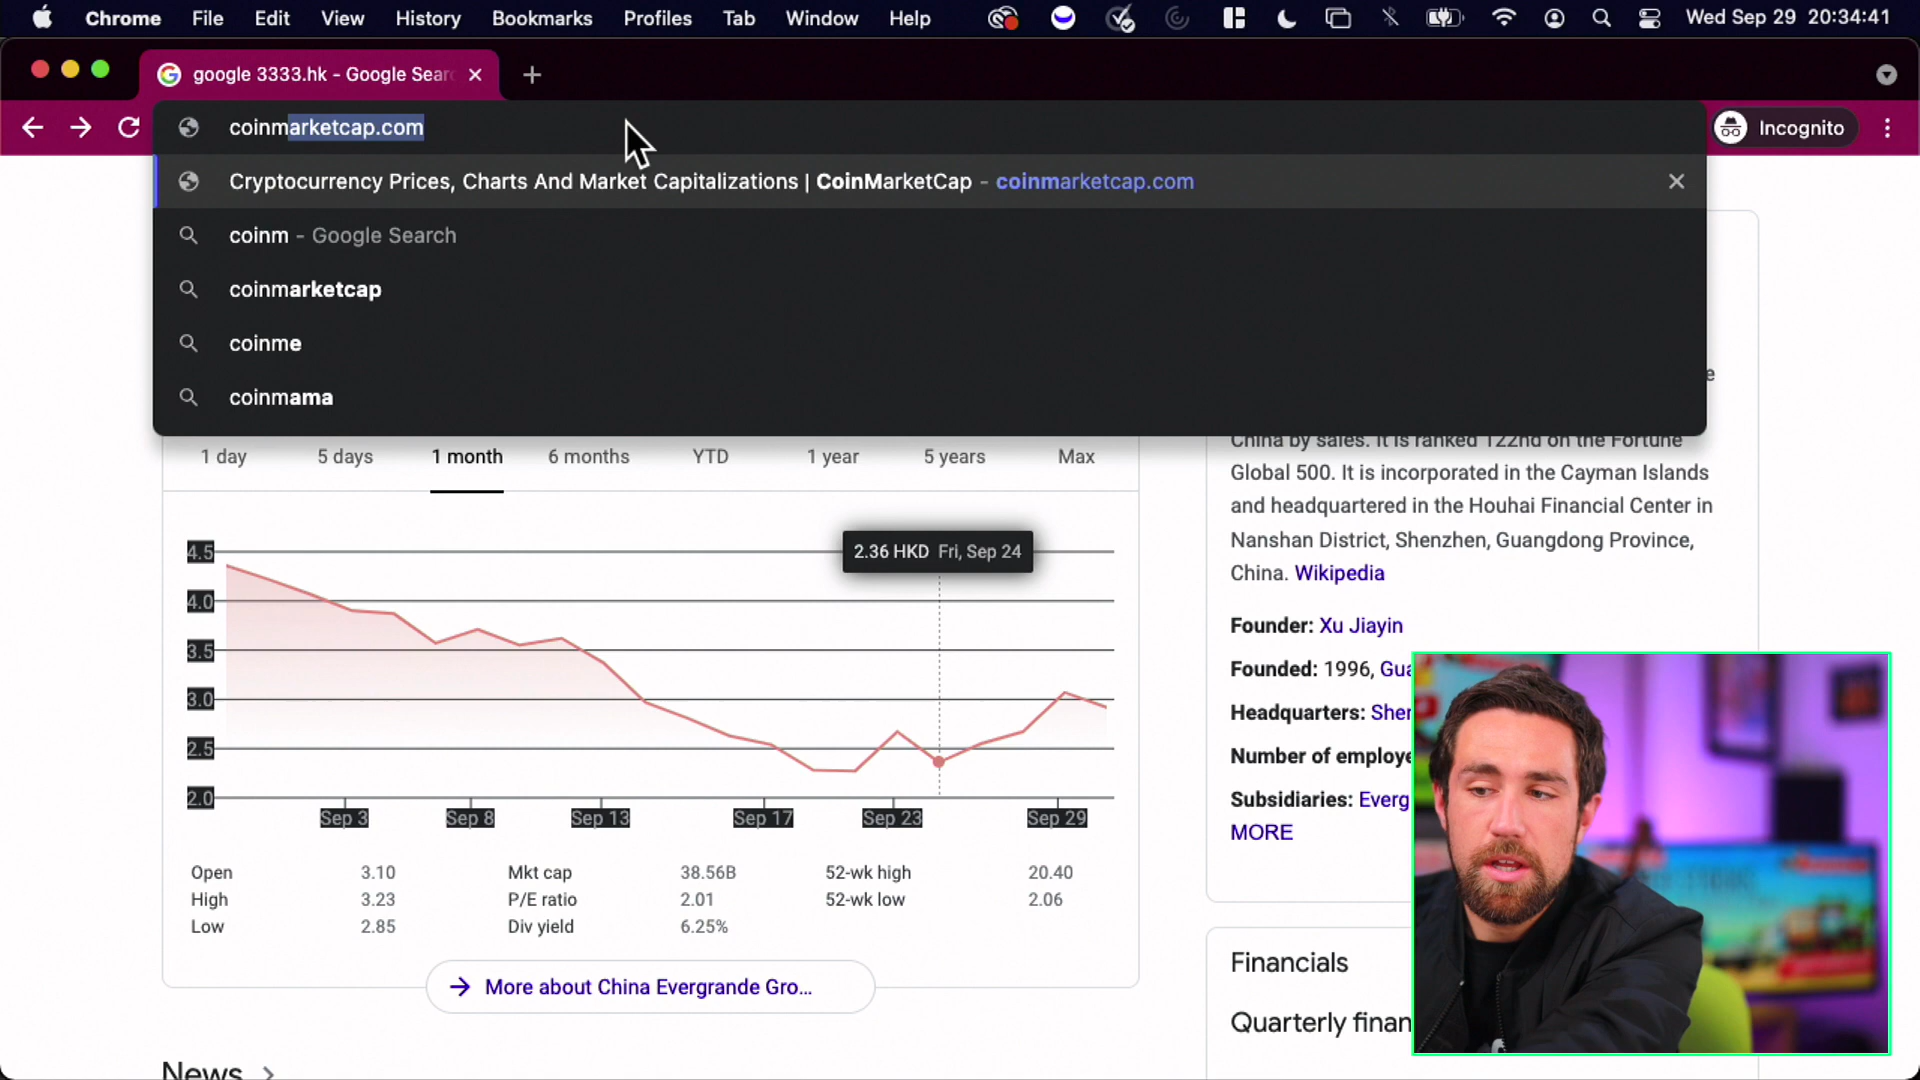 Chrome File Edit View History Bookmarks Profiles Tab Window Help Wed Sep 29 20:34:41
google 3333.hk - Google Sear
coinmarketcap.com
Incognito
Cryptocurrency Prices, Charts And Market Capitalizations | CoinMarketCap - coinmarketcap.com
coinm - Google Search
coinmarketcap
coinme
coinmama
1 day 5 days 1 month 6 months YTD 1 year 5 years Max
2.36 HKD Fri, Sep 24
4.5
4.0
3.5
3.0
2.5
2.0
Sep 3 Sep 8 Sep 13 Sep 17 Sep 23 Sep 29
Open 3.10 Mkt cap 38.56B 52-wk high 20.40
High 3.23 P/E ratio 2.01 52-wk low 2.06
Low 2.85 Div yield 6.25%
More about China Evergrande Gro...
News
China by sales. It is ranked 122nd on the Fortune
Global 500. It is incorporated in the Cayman Islands
and headquartered in the Houhai Financial Center in
Nanshan District, Shenzhen, Guangdong Province,
China. Wikipedia
Founder: Xu Jiayin
Founded: 1996, Gua
Headquarters: Shen
Number of employe
Subsidiaries: Everg
MORE
Financials
Quarterly finan